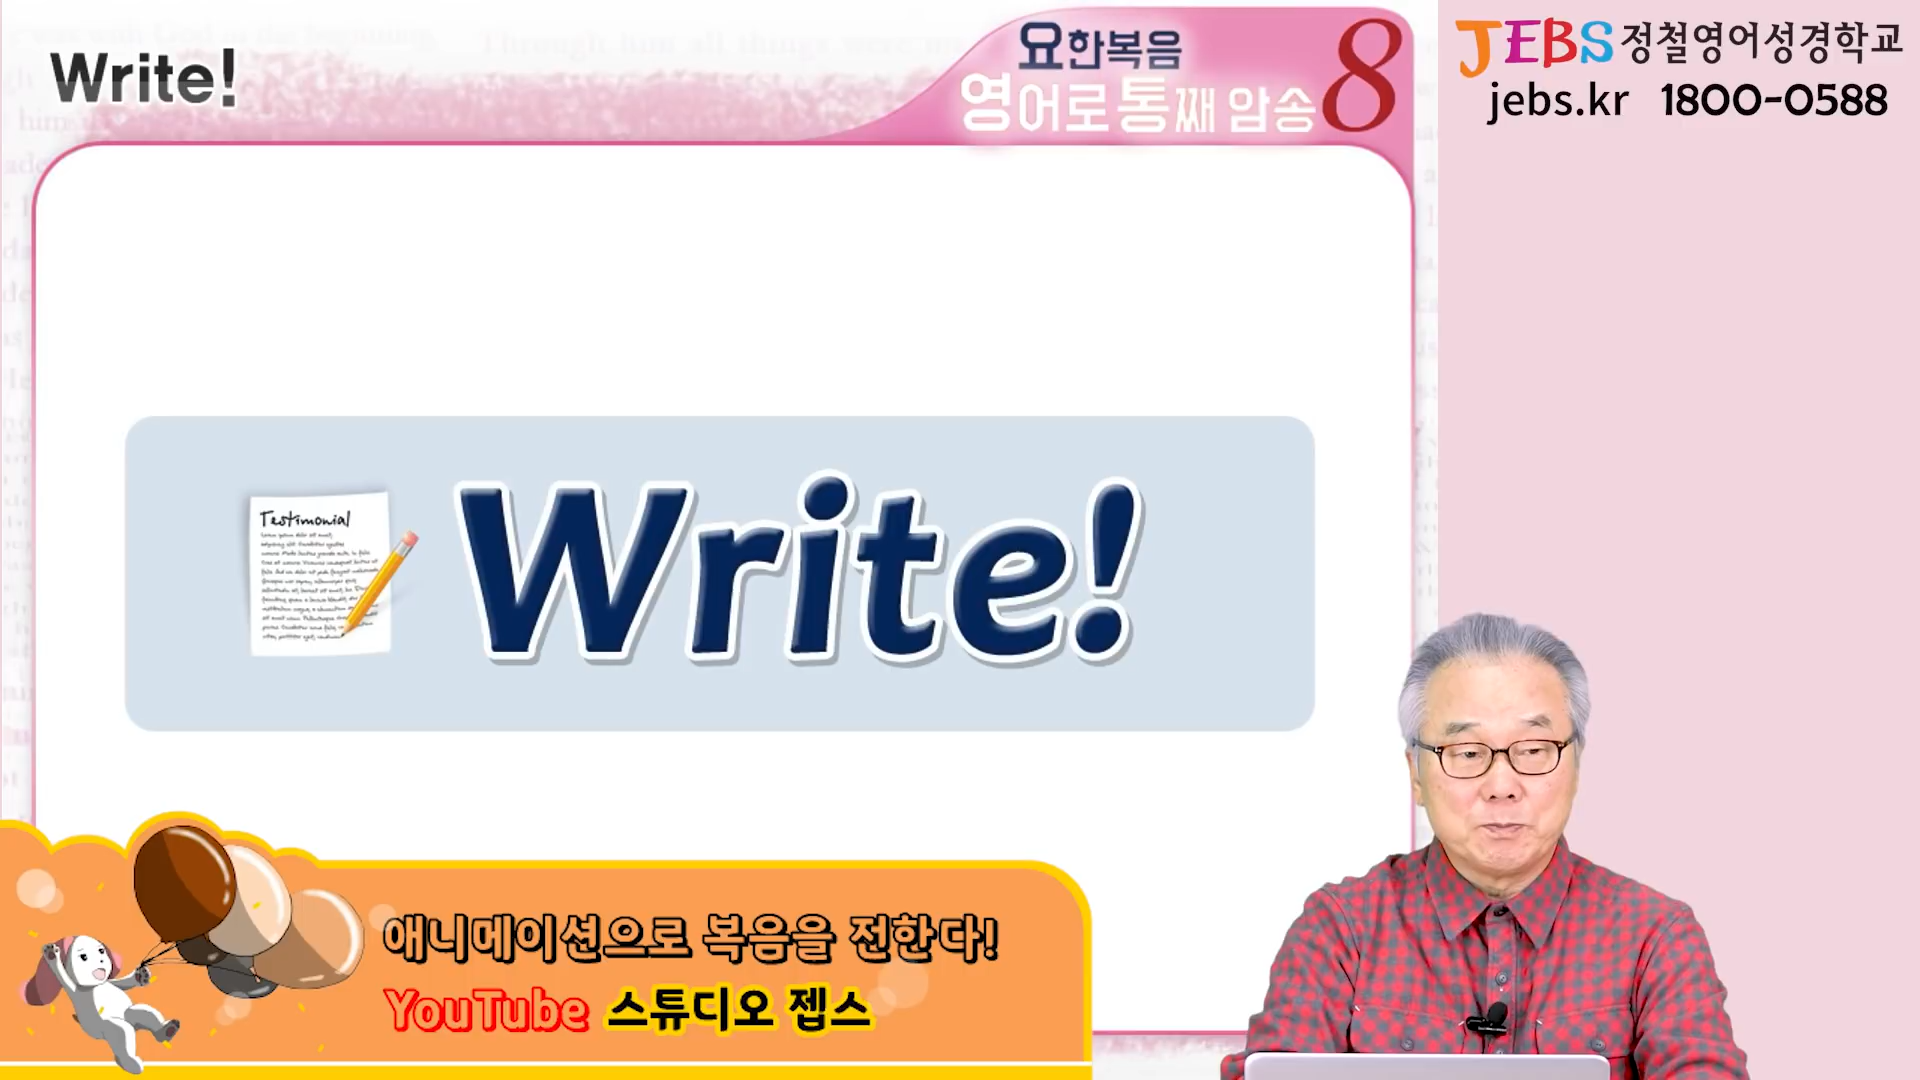 Write!
요한복음
영어로 통째 암송 8
JEBS 정철영어성경학교
jebs.kr 1800-0588
Testimonial
Write!
애니메이션으로 복음을 전한다!
YouTube 스튜디오 젭스